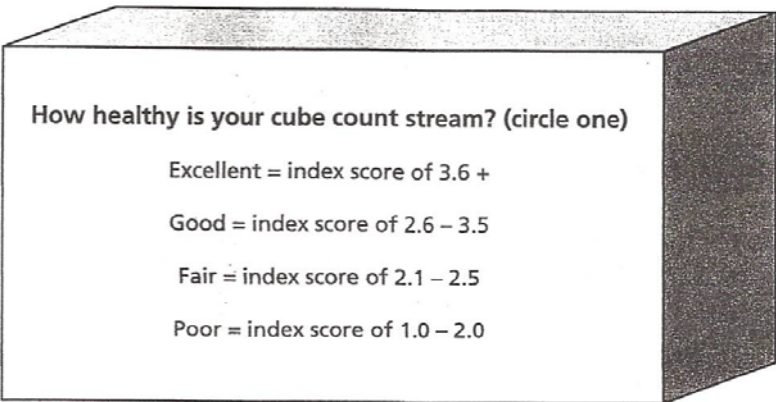 How healthy is your cube count stream? (circle one)
Excellent = index score of 3.6 +
Good = index score of 2.6 – 3.5
Fair = index score of 2.1 – 2.5
Poor = index score of 1.0 – 2.0